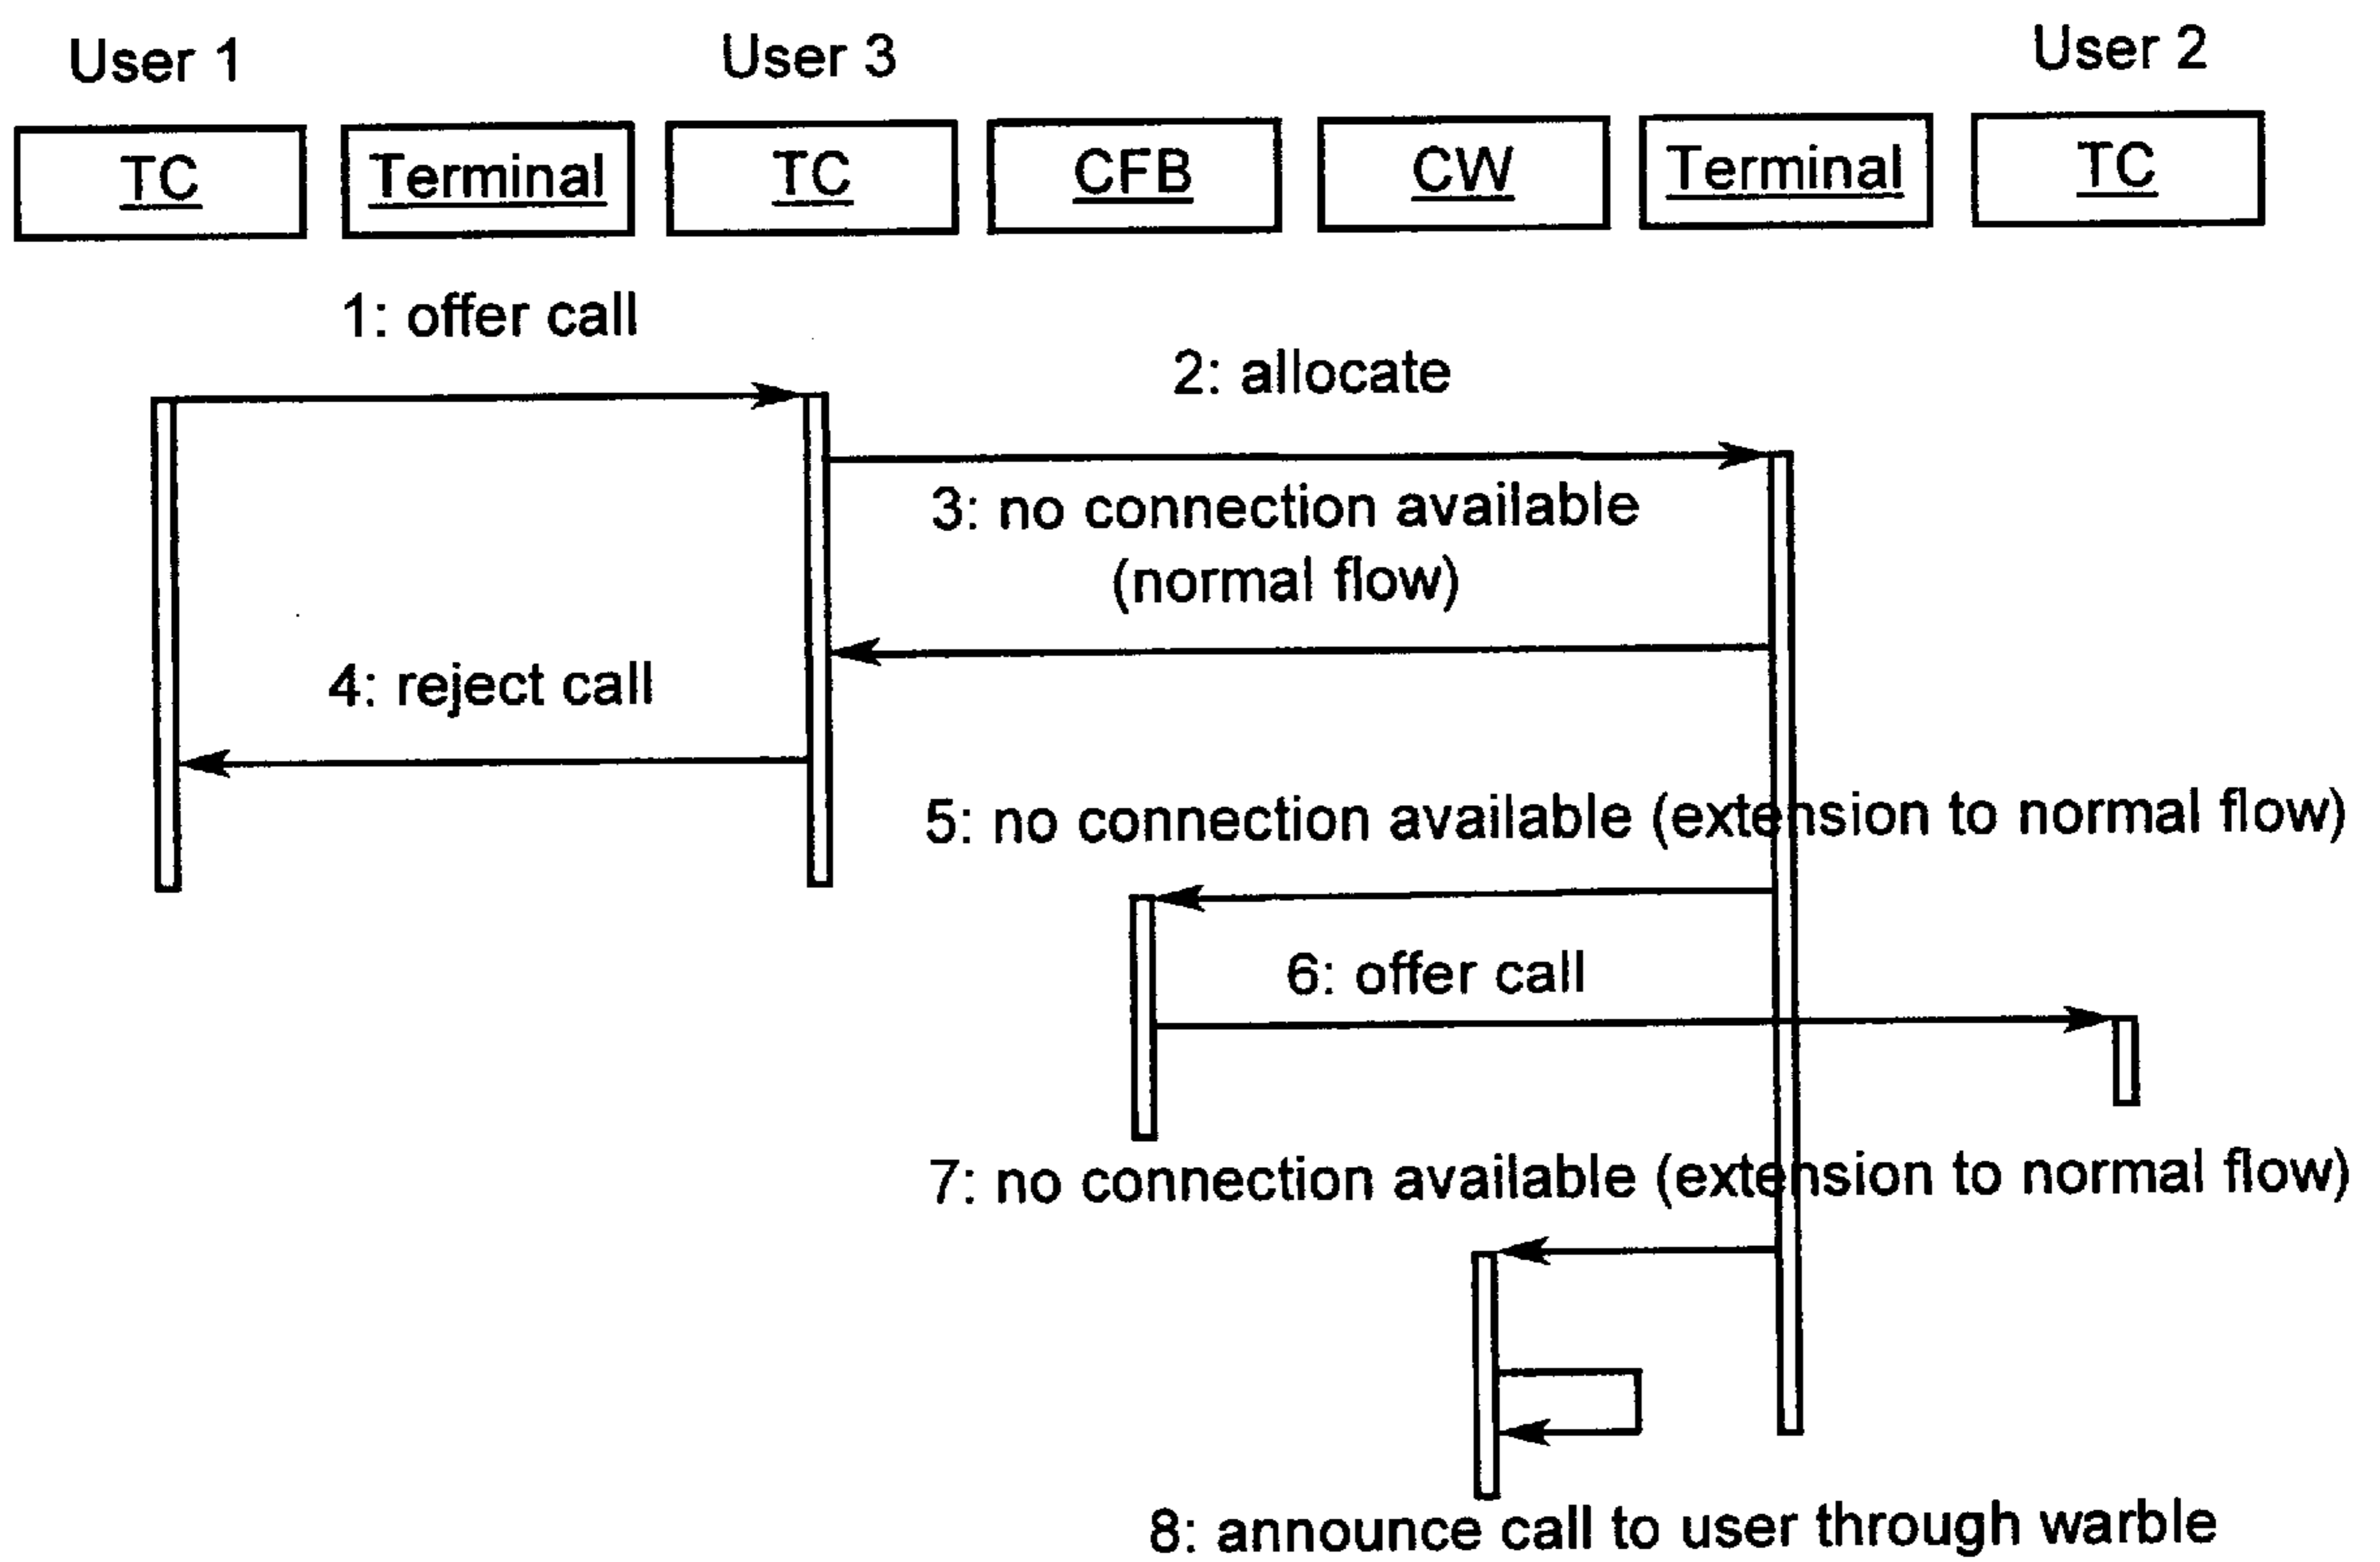 User 1
User 3
User 2
TC
Terminal
TC
CFB
CW
Terminal
TC
1: offer call
2: allocate
3: no connection available
(normal flow)
4: reject call
5: no connection available (extension to normal flow)
6: offer call
7: no connection available (extension to normal flow)
8: announce call to user through warble